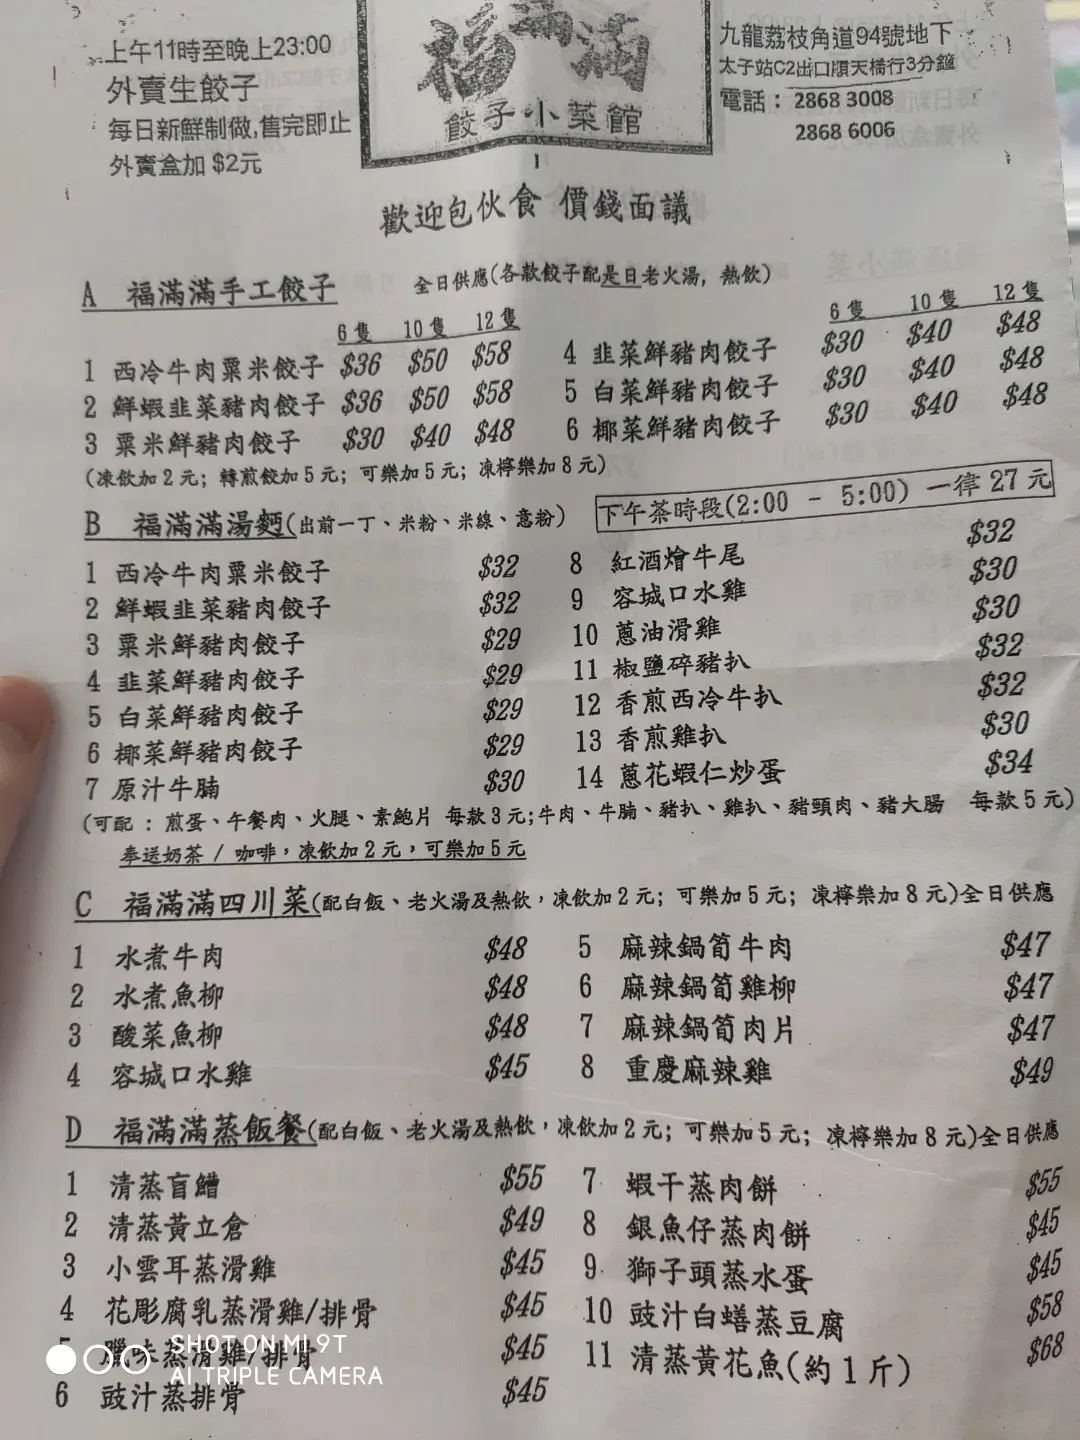 上午11時至晚上23:00
外賣生餃子
每日新鮮制做,售完即止
外賣盒加 $2元
福滿滿
餃子小菜館
九龍荔枝角道94號地下
太子站C2出口順天橋行3分鐘
電話：2868 3008
2868 6006
歡迎包伙食 價錢面議
A 福滿滿手工餃子 全日供應(各款餃子配是日老火湯, 熱飲)
6隻 10隻 12隻
1 西冷牛肉粟米餃子 $36 $50 $58
2 鮮蝦韭菜豬肉餃子 $36 $50 $58
3 粟米鮮豬肉餃子 $30 $40 $48
6隻 10隻 12隻
4 韭菜鮮豬肉餃子 $30 $40 $48
5 白菜鮮豬肉餃子 $30 $40 $48
6 椰菜鮮豬肉餃子 $30 $40 $48
(凍飲加2元; 轉煎餃加5元; 可樂加5元; 凍檸樂加8元)
B 福滿滿湯麵(出前一丁、米粉、米線、意粉)
下午茶時段(2:00 - 5:00) 一律27元
1 西冷牛肉粟米餃子 $32
2 鮮蝦韭菜豬肉餃子 $32
3 粟米鮮豬肉餃子 $29
4 韭菜鮮豬肉餃子 $29
5 白菜鮮豬肉餃子 $29
6 椰菜鮮豬肉餃子 $29
7 原汁牛腩 $30
8 紅酒燴牛尾 $32
9 容城口水雞 $30
10 蔥油滑雞 $30
11 椒鹽碎豬扒 $32
12 香煎西冷牛扒 $32
13 香煎雞扒 $30
14 蔥花蝦仁炒蛋 $34
(可配：煎蛋、午餐肉、火腿、素鮑片 每款3元;牛肉、牛腩、豬扒、雞扒、豬頸肉、豬大腸 每款5元)
奉送奶茶 / 咖啡，凍飲加2元，可樂加5元
C 福滿滿四川菜(配白飯、老火湯及熱飲，凍飲加2元; 可樂加5元; 凍檸樂加8元)全日供應
1 水煮牛肉 $48
2 水煮魚柳 $48
3 酸菜魚柳 $48
4 容城口水雞 $45
5 麻辣鍋筍牛肉 $47
6 麻辣鍋筍雞柳 $47
7 麻辣鍋筍肉片 $47
8 重慶麻辣雞 $49
D 福滿滿蒸飯餐(配白飯、老火湯及熱飲，凍飲加2元; 可樂加5元; 凍檸樂加8元)全日供應
1 清蒸盲鰽 $55
2 清蒸黃立倉 $49
3 小雲耳蒸滑雞 $45
4 花彫腐乳蒸滑雞/排骨 $45
5 臘味蒸滑雞/排骨 $45
6 豉汁蒸排骨 $45
7 蝦干蒸肉餅 $55
8 銀魚仔蒸肉餅 $45
9 獅子頭蒸水蛋 $45
10 豉汁白鱔蒸豆腐 $58
11 清蒸黃花魚(約1斤) $68
SHOT ON MI 9T
AI TRIPLE CAMERA